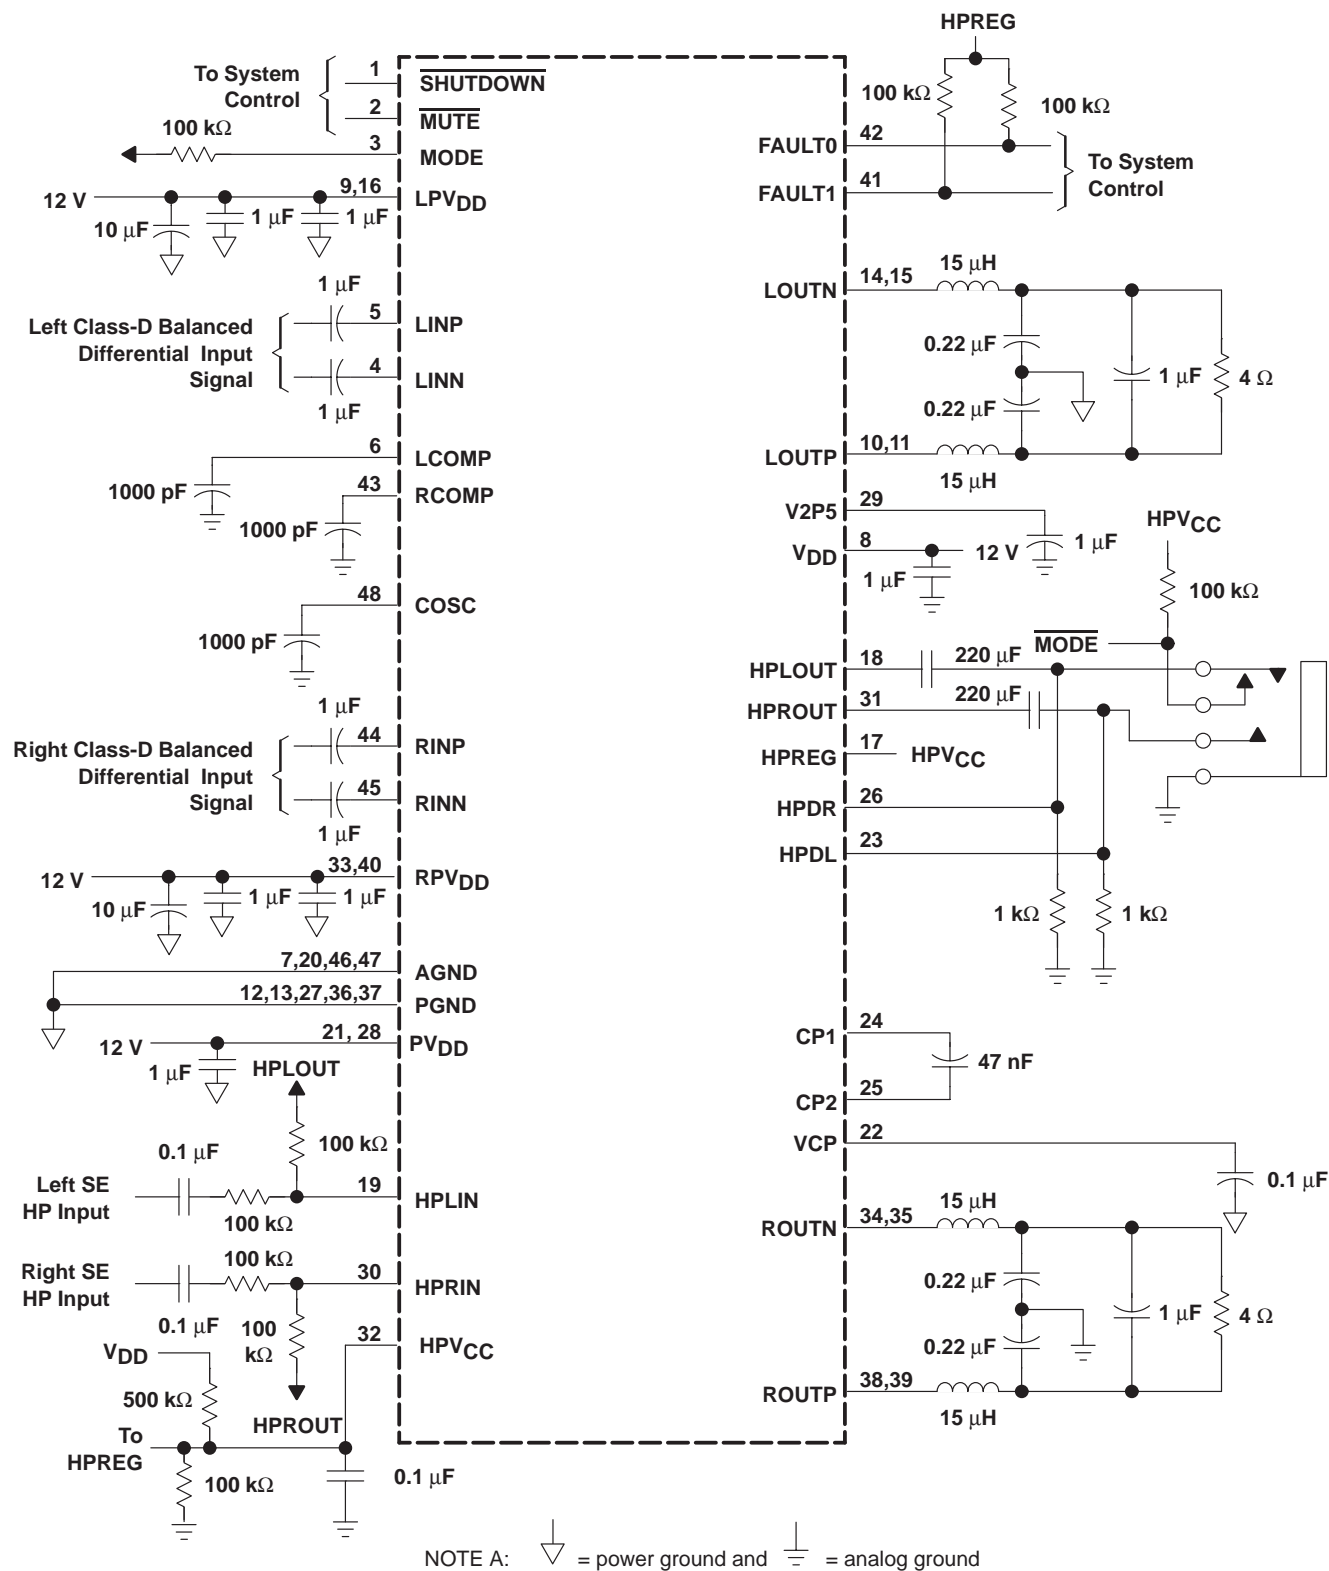 HPREG
1
To System
Control
SHUTDOWN
2
MUTE
100 kΩ
3
MODE
100 kΩ
100 kΩ
42
FAULT0
To System
Control
41
FAULT1
12 V
9,16
LPVDD
10 μF
1 μF
1 μF
15 μH
14,15
LOUTN
1 μF
5
LINP
Left Class-D Balanced
Differential Input
Signal
4
LINN
1 μF
0.22 μF
0.22 μF
1 μF
4 Ω
10,11
LOUTP
15 μH
6
LCOMP
1000 pF
43
RCOMP
1000 pF
29
V2P5
1 μF
8
VDD
12 V
1 μF
HPVCC
100 kΩ
48
COSC
1000 pF
MODE
18
HPLOUT
220 μF
31
HPROUT
220 μF
17
HPREG
HPVCC
26
HPDR
23
HPDL
1 kΩ
1 kΩ
1 μF
44
RINP
Right Class-D Balanced
Differential Input
Signal
45
RINN
1 μF
12 V
33,40
RPVDD
10 μF
1 μF
1 μF
7,20,46,47
AGND
12,13,27,36,37
PGND
12 V
21, 28
PVDD
1 μF
24
CP1
47 nF
25
CP2
22
VCP
0.1 μF
HPLOUT
100 kΩ
0.1 μF
Left SE
HP Input
100 kΩ
19
HPLIN
100 kΩ
Right SE
HP Input
0.1 μF
30
HPRIN
100
kΩ
HPROUT
32
HPVCC
VDD
500 kΩ
To
HPREG
100 kΩ
0.1 μF
15 μH
34,35
ROUTN
0.22 μF
0.22 μF
1 μF
4 Ω
38,39
ROUTP
15 μH
NOTE A: = power ground and = analog ground